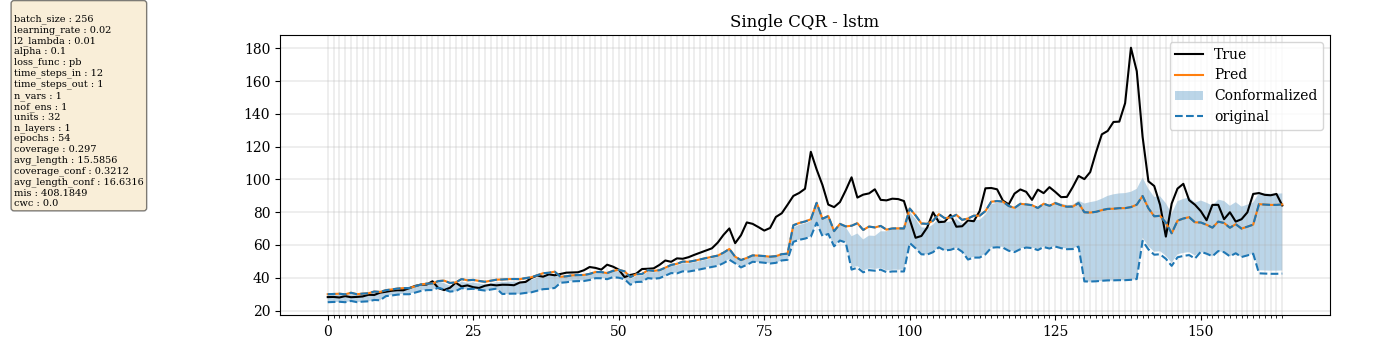 batch_size : 256
learning_rate : 0.02
l2_lambda : 0.01
alpha : 0.1
loss_func : pb
time_steps_in : 12
time_steps_out : 1
n_vars : 1
nof_ens : 1
units : 32
n_layers : 1
epochs : 54
coverage : 0.297
avg_length : 15.5856
coverage_conf : 0.3212
avg_length_conf : 16.6316
mis : 408.1849
cwc : 0.0
Single CQR - lstm
180
160
140
120
100
80
60
40
20
0 25 50 75 100 125 150
True
Pred
Conformalized
original